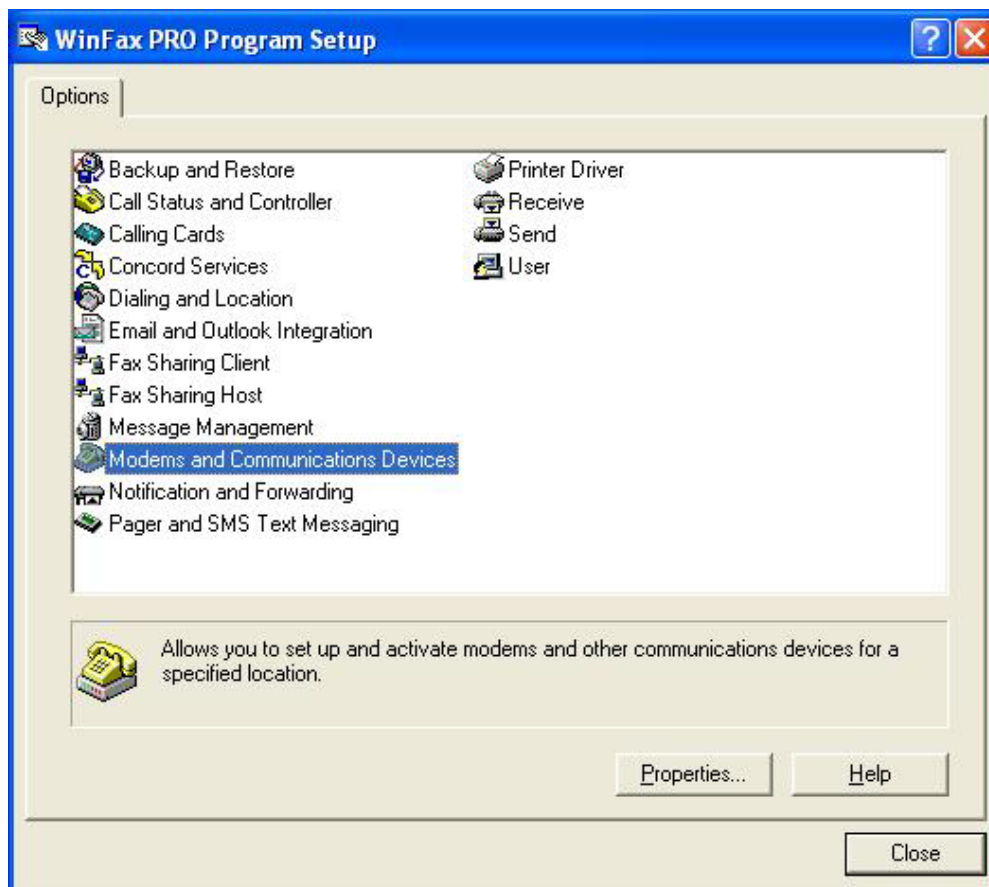 WinFax PRO Program Setup
Options
Backup and Restore
Call Status and Controller
Calling Cards
Concord Services
Dialing and Location
Email and Outlook Integration
Fax Sharing Client
Fax Sharing Host
Message Management
Modems and Communications Devices
Notification and Forwarding
Pager and SMS Text Messaging
Printer Driver
Receive
Send
User
Allows you to set up and activate modems and other communications devices for a
specified location.
Properties...
Help
Close